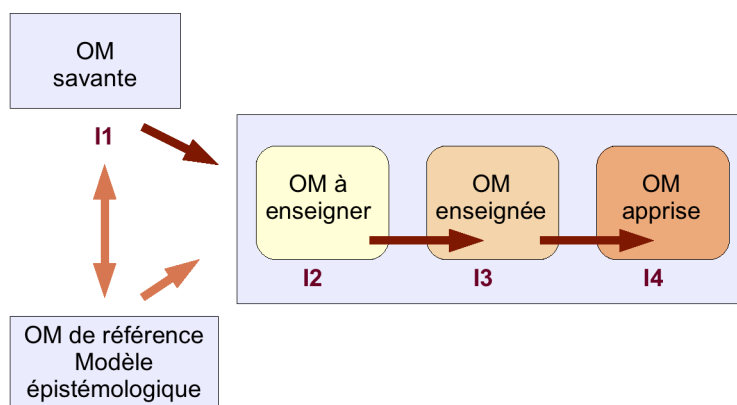 OM
savante
I1
OM à
enseigner
I2
OM
enseignée
I3
OM
apprise
I4
OM de référence
Modèle
épistémologique